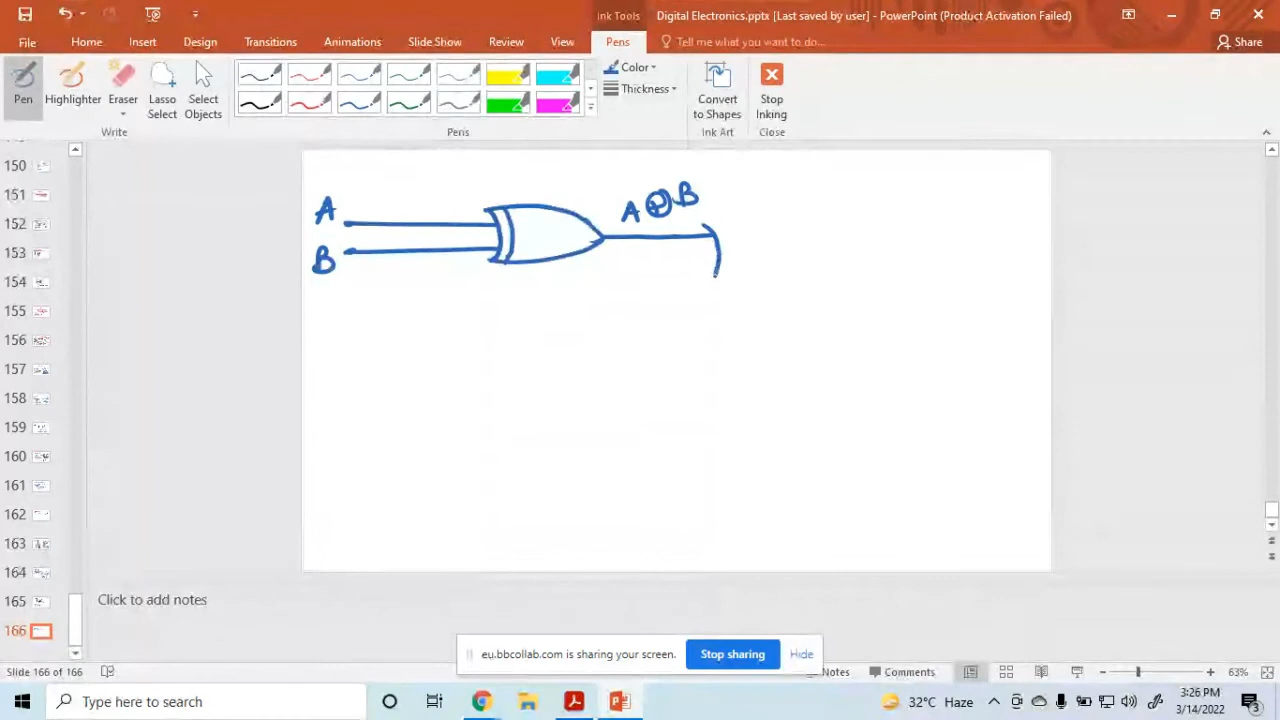 Ink Tools
Digital Electronics.pptx [Last saved by user] - PowerPoint (Product Activation Failed)
File Home Insert Design Transitions Animations Slide Show Review View Pens Tell me what you want to do... Share
Pen Highlighter Eraser Lasso Select Select Objects Color Thickness Convert to Shapes Stop Inking
Write Pens Ink Art Close
150
151
152
153
154
155
156
157
158
159
160
161
162
163
164
165
166
A
B
A ⊕ B
Click to add notes
eu.bbcollab.com is sharing your screen. Stop sharing Hide
Slide 166 of 166 Notes Comments 63%
Type here to search 32°C Haze 3:26 PM
3/14/2022
3